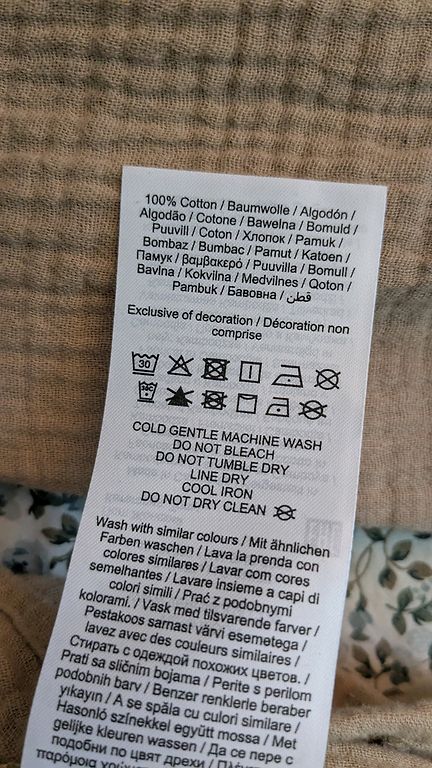 100% Cotton / Baumwolle / Algodón /
Algodão / Cotone / Bawełna / Bomuld /
Puuvill / Coton / Хлопок / Pamuk /
Bombaz / Bumbac / Pamut / Katoen /
Памук / βαμβακερό / Puuvilla / Bomull /
Bavlna / Kokvilna / Medvilnes / Qoton /
Pambuk / Бавовна / قطن
Exclusive of decoration / Décoration non
comprise
30
30C
COLD GENTLE MACHINE WASH
DO NOT BLEACH
DO NOT TUMBLE DRY
LINE DRY
COOL IRON
DO NOT DRY CLEAN
Wash with similar colours / Mit ähnlichen
Farben waschen / Lava la prenda con
colores similares / Lavar com cores
semelhantes / Lavare insieme a capi di
colori simili / Prać z podobnymi
kolorami. / Vask med tilsvarende farver /
Pestakoos sarnast värvi esemetega /
lavez avec des couleurs similaires /
Стирать с одеждой похожих цветов. /
Prati sa sličnim bojama / Perite s perilom
podobnih barv / Benzer renklerle beraber
yıkayın / A se spăla cu culori similare /
Hasonló színekkel együtt mossa / Met
gelijke kleuren wassen / Да се пере с
подобни по цвят дрехи /